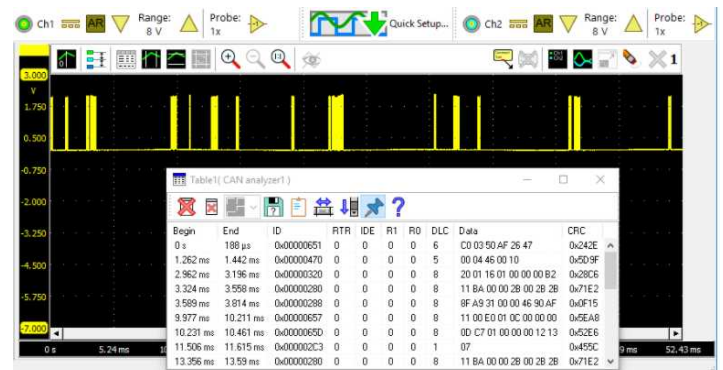 Ch1 AR Range: 8 V Probe: 1x Quick Setup... Ch2 AR Range: 8 V Probe: 1x
1
3.000
V
1.750
0.500
-0.750
-2.000
-3.250
-4.500
-5.750
-7.000
Table1( CAN analyzer1 )
Begin End ID RTR IDE R1 R0 DLC Data CRC
0 s 188 µs 0x00000651 0 0 0 0 6 C0 03 50 AF 26 47 0x242E
1.262 ms 1.442 ms 0x00000470 0 0 0 0 5 00 04 46 00 10 0x5D9F
2.962 ms 3.196 ms 0x00000320 0 0 0 0 8 20 01 16 01 00 00 00 B2 0x28C6
3.324 ms 3.558 ms 0x00000280 0 0 0 0 8 11 BA 00 00 2B 00 2B 2B 0x71E2
3.589 ms 3.814 ms 0x00000288 0 0 0 0 8 8F A9 31 00 00 46 90 AF 0x0F15
9.977 ms 10.211 ms 0x00000657 0 0 0 0 8 11 00 E0 01 0C 00 00 00 0x5EA8
10.231 ms 10.461 ms 0x0000065D 0 0 0 0 8 0D C7 01 00 00 00 12 13 0x52E6
11.506 ms 11.615 ms 0x000002C3 0 0 0 0 1 07 0x455C
13.356 ms 13.59 ms 0x00000280 0 0 0 0 8 11 BA 00 00 2B 00 2B 2B 0x71E2
0 s 5.24 ms 9 ms 52.43 ms